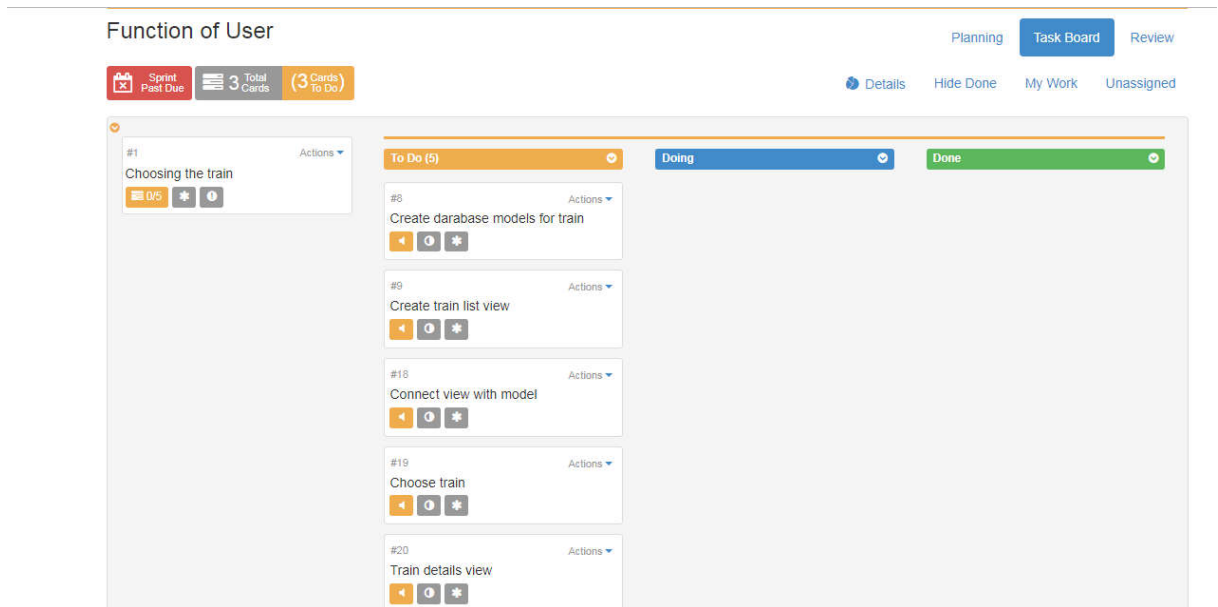 Function of User
Planning Task Board Review
Sprint Past Due 3 Total Cards (3 Cards To Do)
Details Hide Done My Work Unassigned
#1 Actions
Choosing the train
0/5
To Do (5) Doing Done
#8 Actions
Create darabase models for train
#9 Actions
Create train list view
#18 Actions
Connect view with model
#19 Actions
Choose train
#20 Actions
Train details view